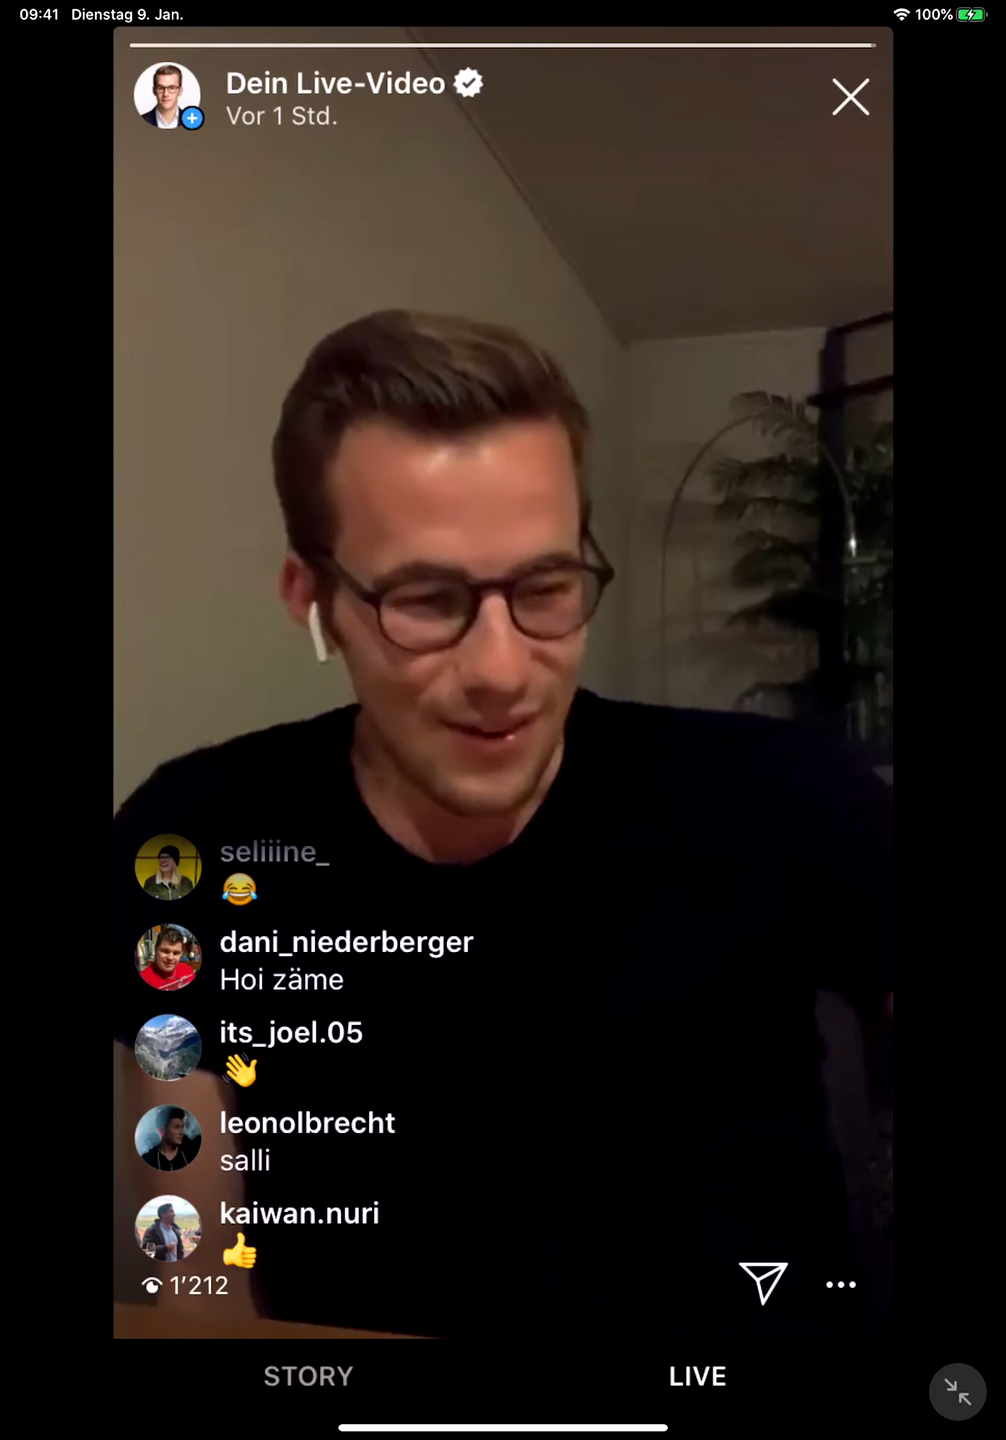 09:41 Dienstag 9. Jan.
100%
Dein Live-Video
Vor 1 Std.
seliiine_
😂
dani_niederberger
Hoi zäme
its_joel.05
👋
leonolbrecht
salli
kaiwan.nuri
👍
1’212
STORY
LIVE